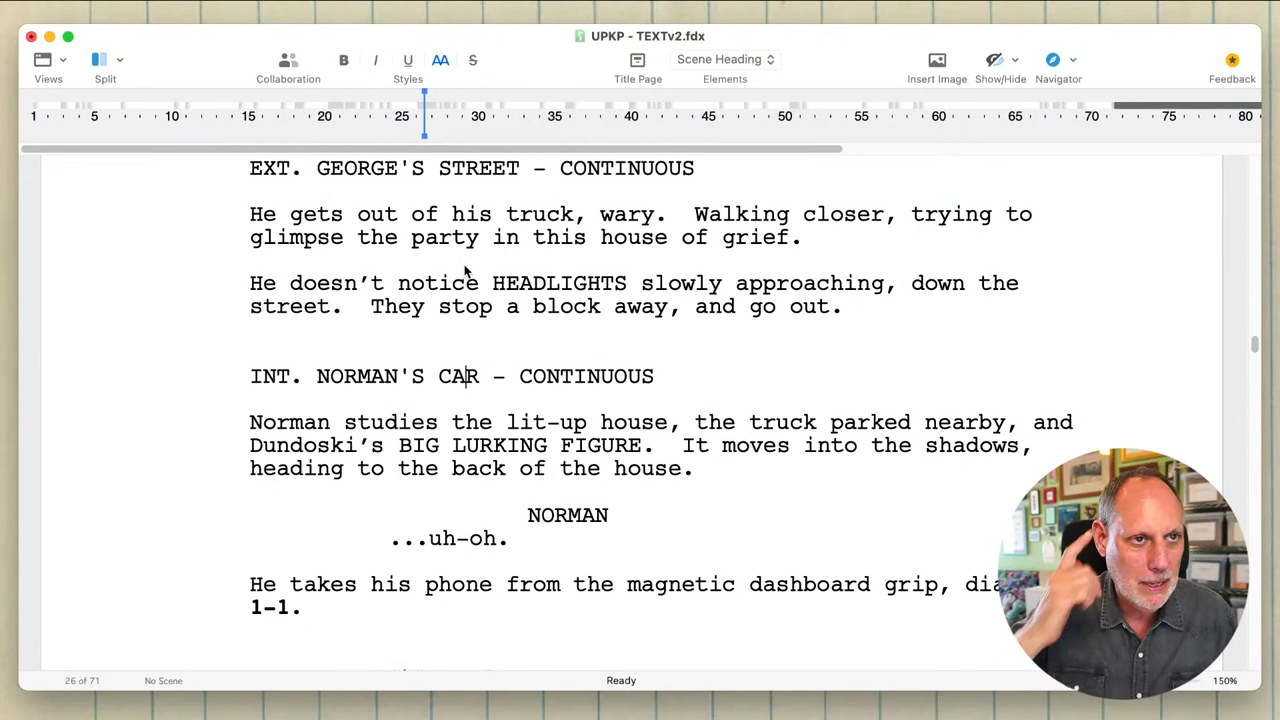 UPKP - TEXTv2.fdx
B I U AA S Scene Heading
Views Split Collaboration Styles Title Page Elements Insert Image Show/Hide Navigator Feedback
1 5 10 15 20 25 30 35 40 45 50 55 60 65 70 75 80
EXT. GEORGE'S STREET - CONTINUOUS
He gets out of his truck, wary. Walking closer, trying to
glimpse the party in this house of grief.
He doesn't notice HEADLIGHTS slowly approaching, down the
street. They stop a block away, and go out.
INT. NORMAN'S CAR - CONTINUOUS
Norman studies the lit-up house, the truck parked nearby, and
Dundoski's BIG LURKING FIGURE. It moves into the shadows,
heading to the back of the house.
NORMAN
...uh-oh.
He takes his phone from the magnetic dashboard grip,
1-1.
26 of 71 No Scene Ready 150%